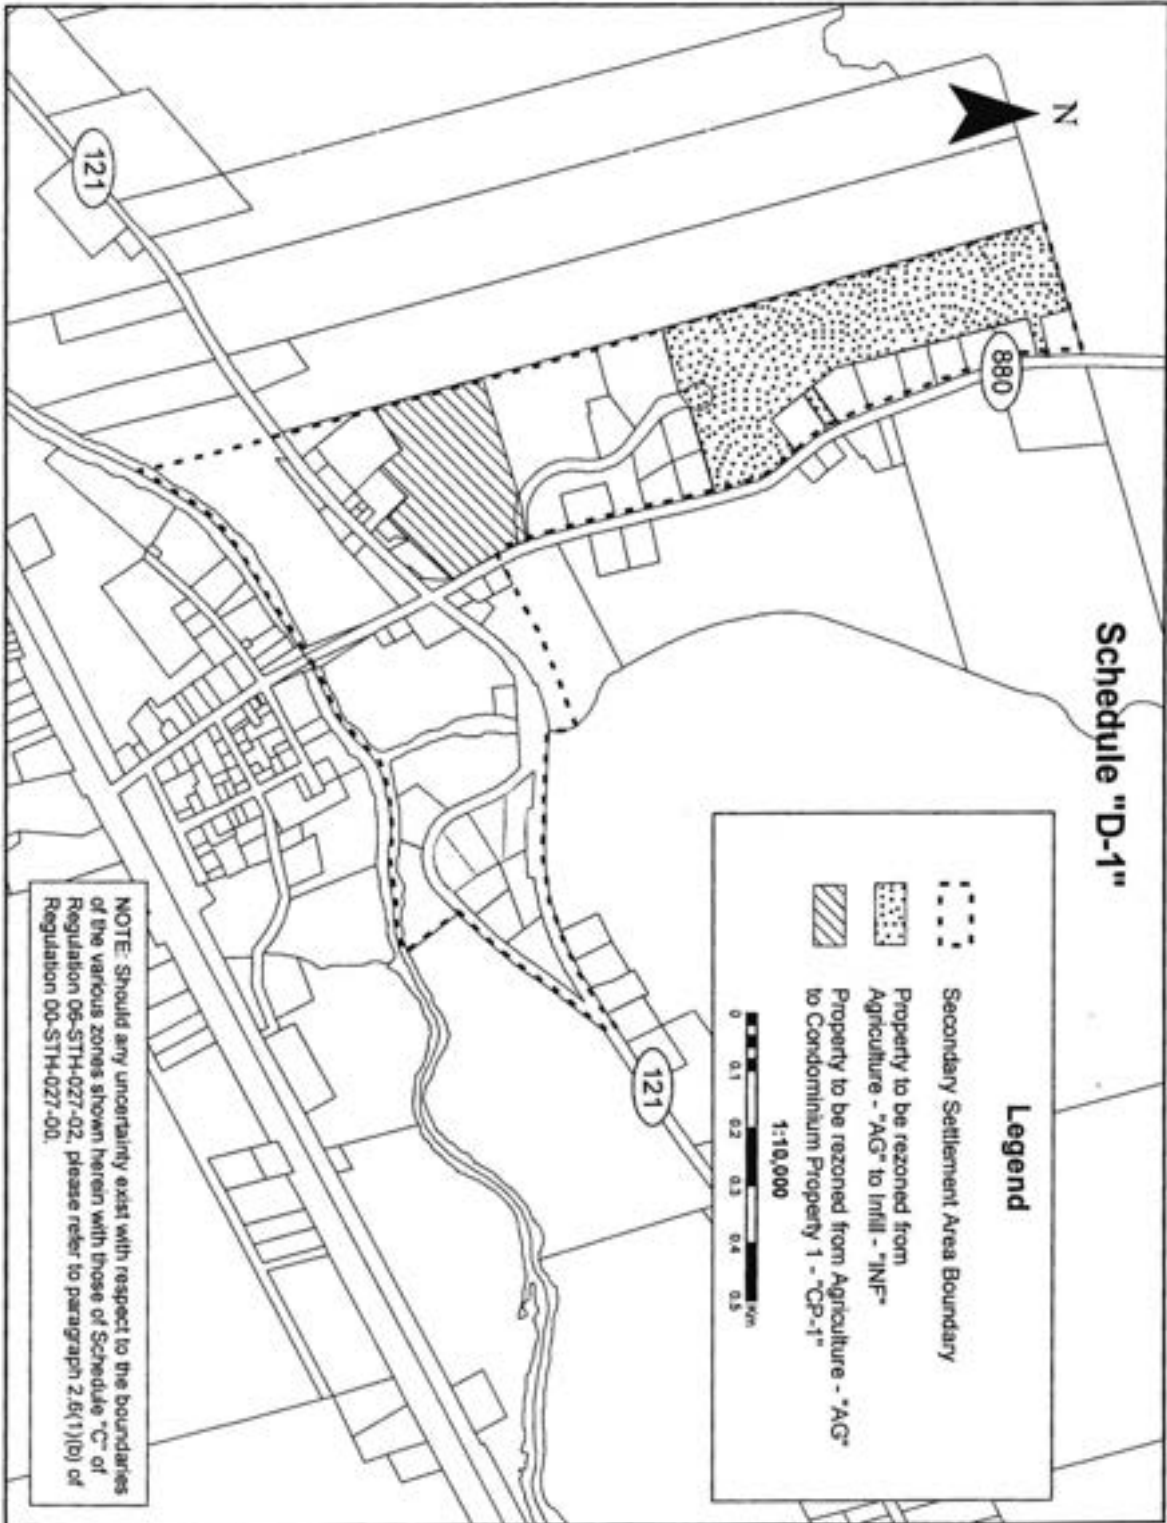 Schedule "D-1"
N
121
880
121
Legend
Secondary Settlement Area Boundary
Property to be rezoned from
Agriculture - "AG" to Infill - "INF"
Property to be rezoned from Agriculture - "AG"
to Condominium Property 1 - "CP-1"
1:10,000
0 0.1 0.2 0.3 0.4 0.5 Km
NOTE: Should any uncertainty exist with respect to the boundaries
of the various zones shown herein with those of Schedule "C" of
Regulation 06-STH-027-02, please refer to paragraph 2.6(1)(b) of
Regulation 00-STH-027-00.